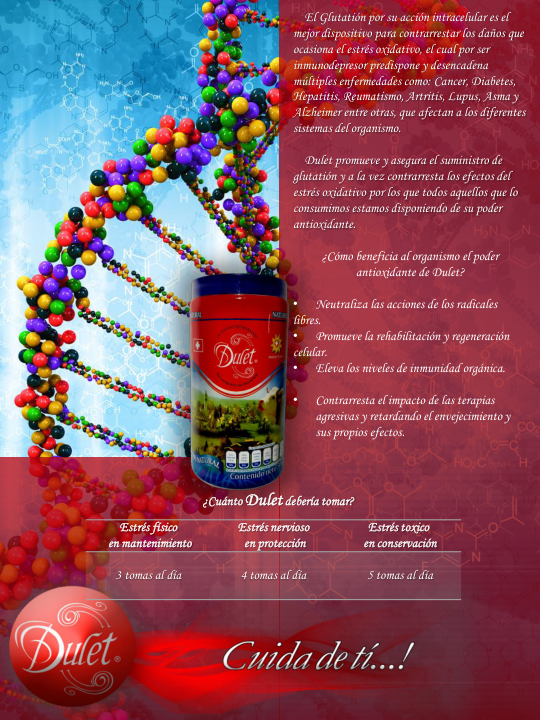 El Glutatión por su acción intracelular es el
mejor dispositivo para contrarrestar los daños que
ocasiona el estrés oxidativo, el cual por ser
inmunodepresor predispone y desencadena
múltiples enfermedades como: Cancer, Diabetes,
Hepatitis, Reumatismo, Artritis, Lupus, Asma y
Alzheimer entre otras, que afectan a los diferentes
sistemas del organismo.
Dulet promueve y asegura el suministro de
glutatión y a la vez contrarresta los efectos del
estrés oxidativo por los que todos aquellos que lo
consumimos estamos disponiendo de su poder
antioxidante.
¿Cómo beneficia al organismo el poder
antioxidante de Dulet?
• Neutraliza las acciones de los radicales
libres.
• Promueve la rehabilitación y regeneración
celular.
• Eleva los niveles de inmunidad orgánica.
• Contrarresta el impacto de las terapias
agresivas y retardando el envejecimiento y
sus propios efectos.
Dulet
NATURAL
Contenido neto
¿Cuánto Dulet debería tomar?
Estrés físico Estrés nervioso Estrés toxico
en mantenimiento en protección en conservación
3 tomas al día 4 tomas al día 5 tomas al día
Dulet®
Cuida de tí...!